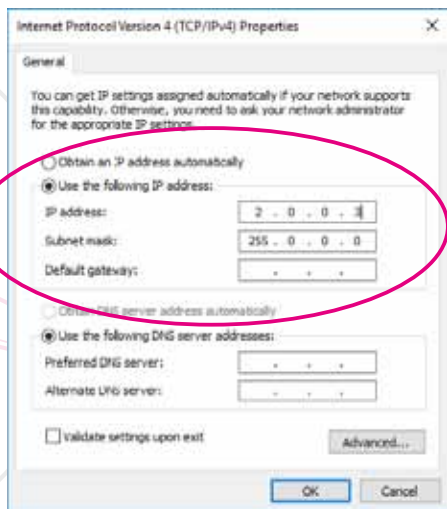 Internet Protocol Version 4 (TCP/IPv4) Properties
General
You can get IP settings assigned automatically if your network supports
this capability. Otherwise, you need to ask your network administrator
for the appropriate IP settings.
Obtain an IP address automatically
Use the following IP address:
IP address: 2 . 0 . 0 . 3
Subnet mask: 255 . 0 . 0 . 0
Default gateway: . . .
Obtain DNS server address automatically
Use the following DNS server addresses:
Preferred DNS server: . . .
Alternate DNS server: . . .
Validate settings upon exit
Advanced...
OK Cancel